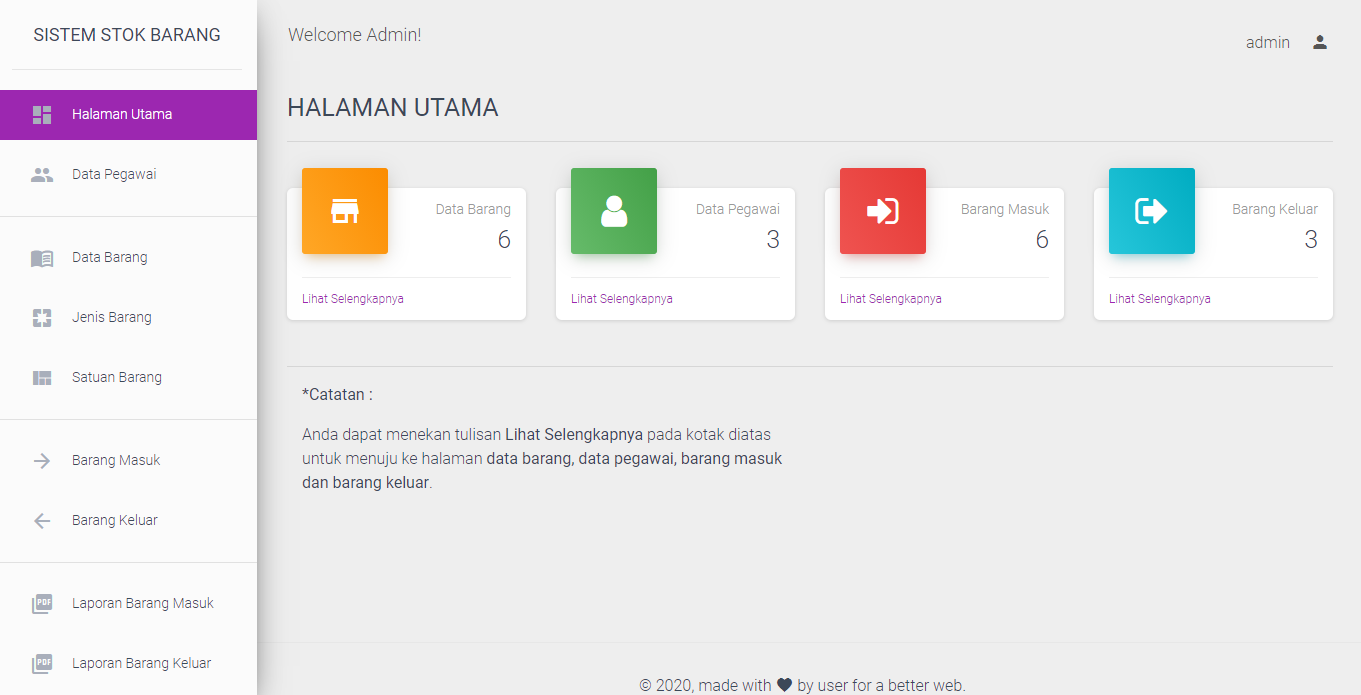 SISTEM STOK BARANG
Halaman Utama
Data Pegawai
Data Barang
Jenis Barang
Satuan Barang
Barang Masuk
Barang Keluar
PDF Laporan Barang Masuk
PDF Laporan Barang Keluar
Welcome Admin!
admin
HALAMAN UTAMA
Data Barang
6
Lihat Selengkapnya
Data Pegawai
3
Lihat Selengkapnya
Barang Masuk
6
Lihat Selengkapnya
Barang Keluar
3
Lihat Selengkapnya
*Catatan :
Anda dapat menekan tulisan Lihat Selengkapnya pada kotak diatas
untuk menuju ke halaman data barang, data pegawai, barang masuk
dan barang keluar.
© 2020, made with ♥ by user for a better web.